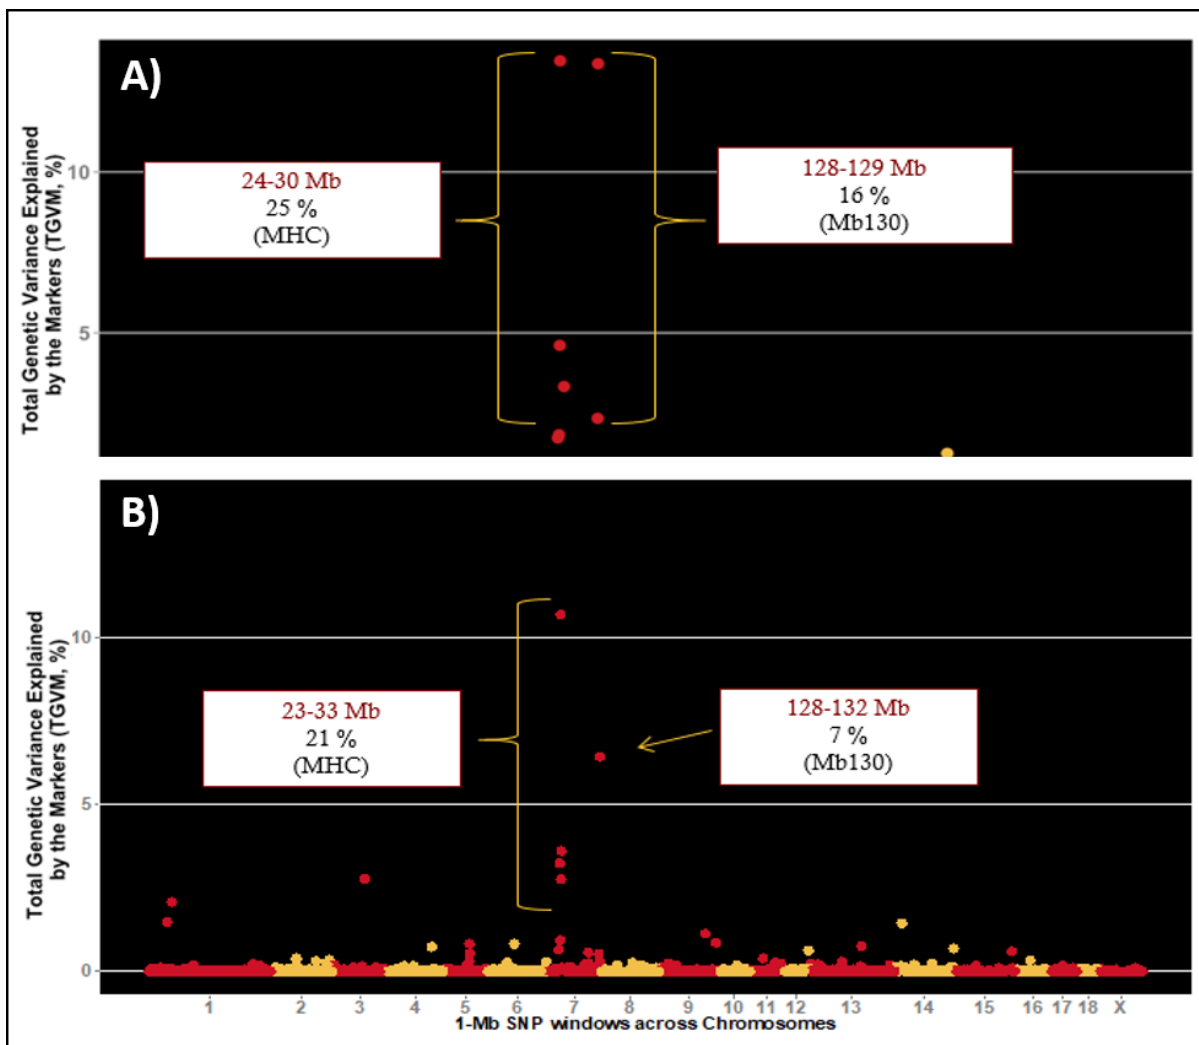 A)
Total Genetic Variance Explained
by the Markers (TGVM, %)
10
5
24-30 Mb
25 %
(MHC)
128-129 Mb
16 %
(Mb130)
B)
Total Genetic Variance Explained
by the Markers (TGVM, %)
10
5
0
23-33 Mb
21 %
(MHC)
128-132 Mb
7 %
(Mb130)
1 2 3 4 5 6 7 8 9 10 11 12 13 14 15 16 17 18 X
1-Mb SNP windows across Chromosomes